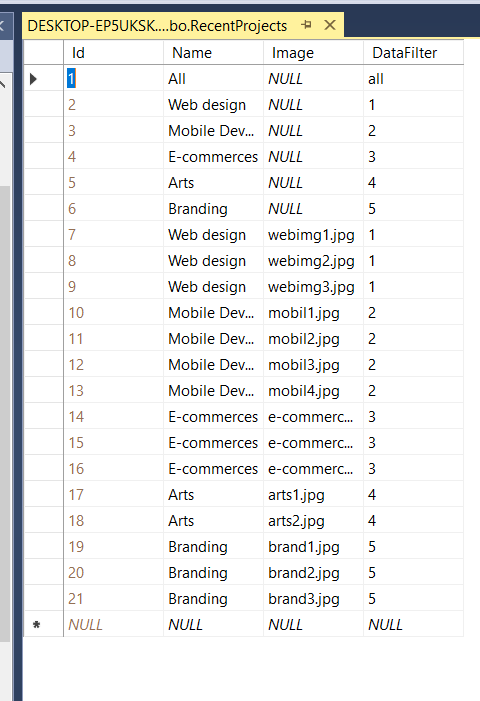 DESKTOP-EP5UKSK....bo.RecentProjects
Id Name Image DataFilter
1 All NULL all
2 Web design NULL 1
3 Mobile Dev... NULL 2
4 E-commerces NULL 3
5 Arts NULL 4
6 Branding NULL 5
7 Web design webimg1.jpg 1
8 Web design webimg2.jpg 1
9 Web design webimg3.jpg 1
10 Mobile Dev... mobil1.jpg 2
11 Mobile Dev... mobil2.jpg 2
12 Mobile Dev... mobil3.jpg 2
13 Mobile Dev... mobil4.jpg 2
14 E-commerces e-commerc... 3
15 E-commerces e-commerc... 3
16 E-commerces e-commerc... 3
17 Arts arts1.jpg 4
18 Arts arts2.jpg 4
19 Branding brand1.jpg 5
20 Branding brand2.jpg 5
21 Branding brand3.jpg 5
* NULL NULL NULL NULL